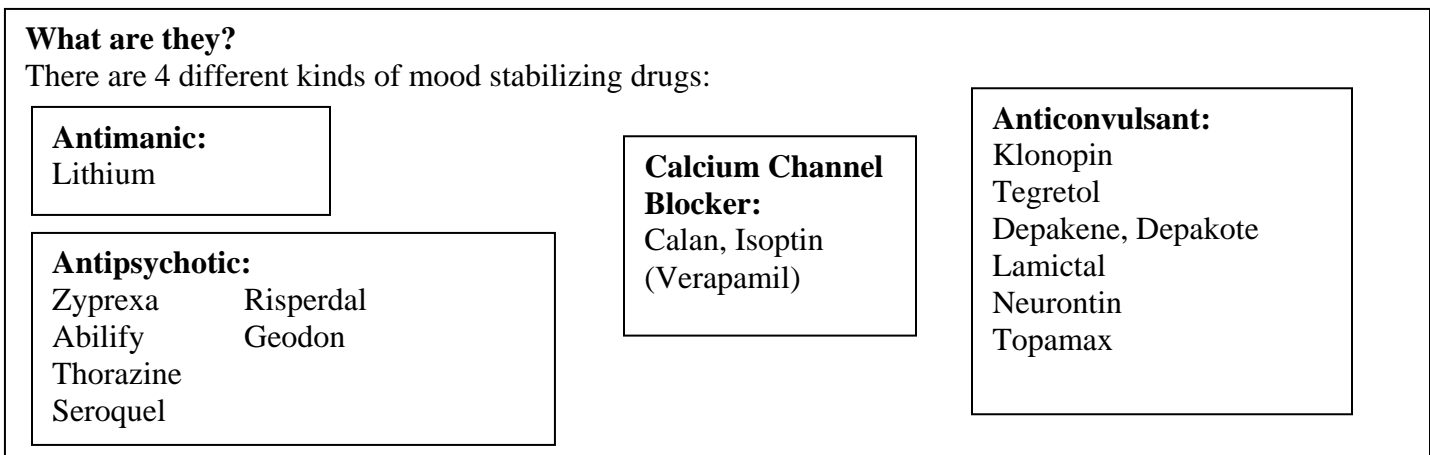 What are they?
There are 4 different kinds of mood stabilizing drugs:
Antimanic:
Lithium
Antipsychotic:
Zyprexa Risperdal
Abilify Geodon
Thorazine
Seroquel
Calcium Channel
Blocker:
Calan, Isoptin
(Verapamil)
Anticonvulsant:
Klonopin
Tegretol
Depakene, Depakote
Lamictal
Neurontin
Topamax